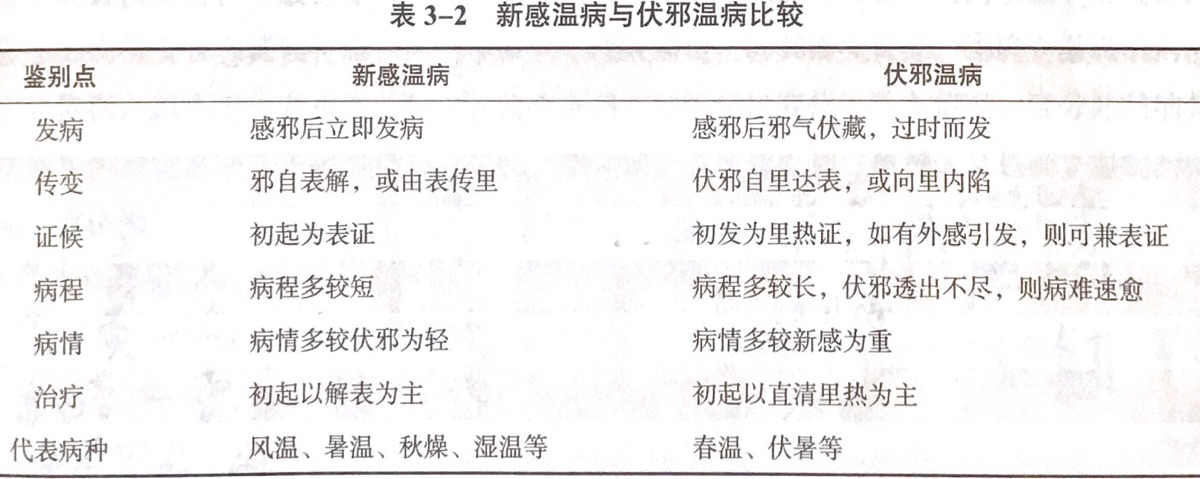 表 3–2 新感温病与伏邪温病比较
鉴别点 新感温病 伏邪温病
发病 感邪后立即发病 感邪后邪气伏藏，过时而发
传变 邪自表解，或由表传里 伏邪自里达表，或向里内陷
证候 初起为表证 初发为里热证，如有外感引发，则可兼表证
病程 病程多较短 病程多较长，伏邪透出不尽，则病难速愈
病情 病情多较伏邪为轻 病情多较新感为重
治疗 初起以解表为主 初起以直清里热为主
代表病种 风温、暑温、秋燥、湿温等 春温、伏暑等